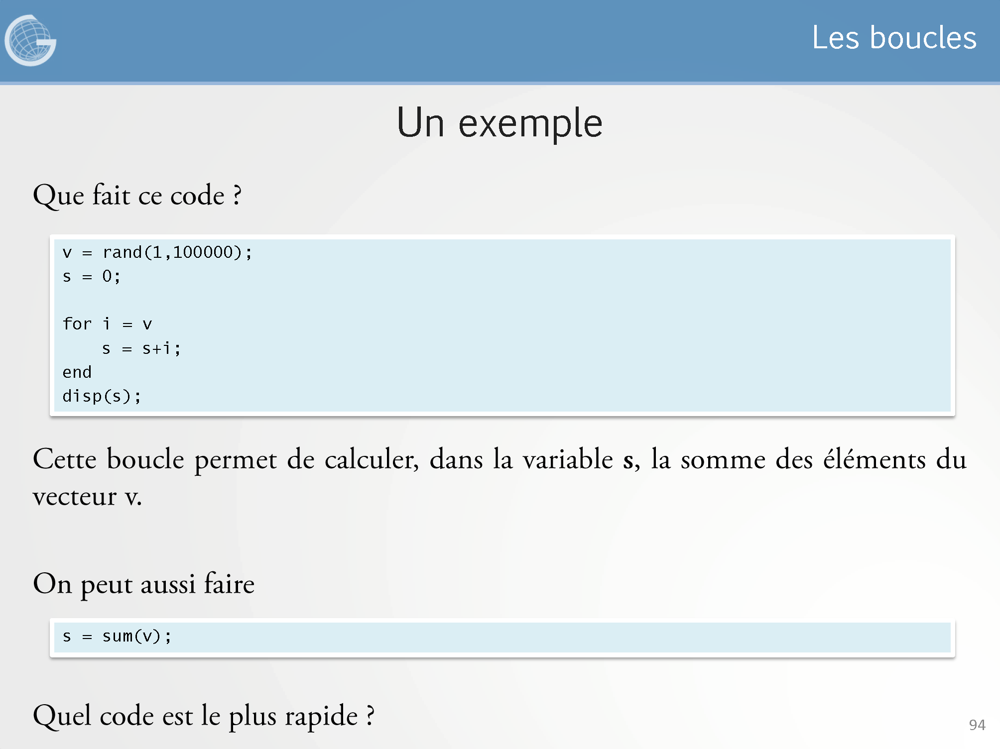 Les boucles
Un exemple
Que fait ce code ?
v = rand(1,100000);
s = 0;
for i = v
    s = s+i;
end
disp(s);
Cette boucle permet de calculer, dans la variable s, la somme des éléments du
vecteur v.
On peut aussi faire
s = sum(v);
Quel code est le plus rapide ?
94